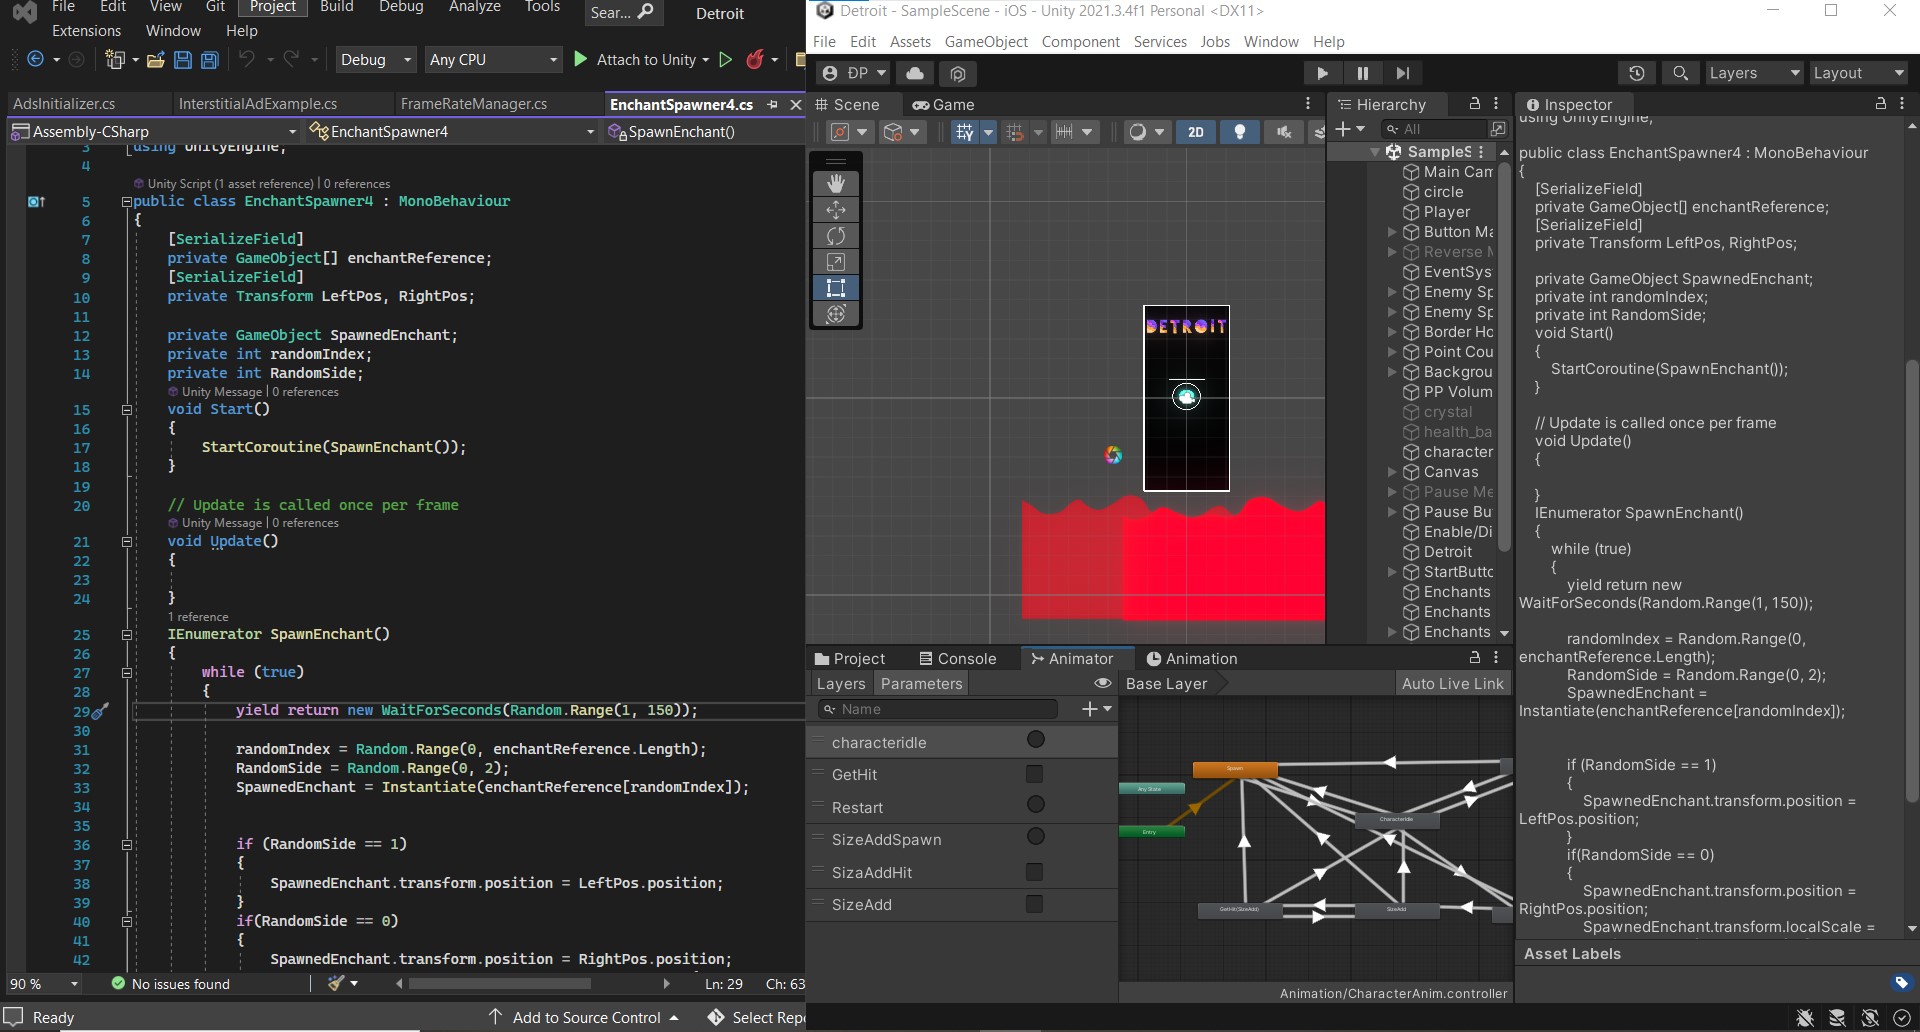 File Edit View Git Project Build Debug Analyze Tools Sear... Detroit
Extensions Window Help
Debug Any CPU Attach to Unity
AdsInitializer.cs InterstitialAdExample.cs FrameRateManager.cs EnchantSpawner4.cs
Assembly-CSharp EnchantSpawner4 SpawnEnchant()
3 using UnityEngine;
4
Unity Script (1 asset reference) | 0 references
5 public class EnchantSpawner4 : MonoBehaviour
6 {
7 [SerializeField]
8 private GameObject[] enchantReference;
9 [SerializeField]
10 private Transform LeftPos, RightPos;
11
12 private GameObject SpawnedEnchant;
13 private int randomIndex;
14 private int RandomSide;
Unity Message | 0 references
15 void Start()
16 {
17 StartCoroutine(SpawnEnchant());
18 }
19
20 // Update is called once per frame
Unity Message | 0 references
21 void Update()
22 {
23
24 }
1 reference
25 IEnumerator SpawnEnchant()
26 {
27 while (true)
28 {
29 yield return new WaitForSeconds(Random.Range(1, 150));
30
31 randomIndex = Random.Range(0, enchantReference.Length);
32 RandomSide = Random.Range(0, 2);
33 SpawnedEnchant = Instantiate(enchantReference[randomIndex]);
34
35
36 if (RandomSide == 1)
37 {
38 SpawnedEnchant.transform.position = LeftPos.position;
39 }
40 if(RandomSide == 0)
41 {
42 SpawnedEnchant.transform.position = RightPos.position;
90 % No issues found Ln: 29 Ch: 63
Ready Add to Source Control Select Repo
Detroit - SampleScene - iOS - Unity 2021.3.4f1 Personal <DX11>
File Edit Assets GameObject Component Services Jobs Window Help
ĐP Layers Layout
Scene Game
2D
DETROIT
Hierarchy
All
SampleS
Main Cam
circle
Player
Button Ma
Reverse M
EventSys
Enemy Sp
Enemy Sp
Border Ho
Point Cou
Backgrou
PP Volum
crystal
health_ba
character
Canvas
Pause Me
Pause Bu
Enable/Di
Detroit
StartButto
Enchants
Enchants
Enchants
Project Console Animator Animation
Layers Parameters Base Layer Auto Live Link
Name
characteridle
GetHit
Restart
SizeAddSpawn
SizaAddHit
SizeAdd
Spawn
Any State
Entry
CharacterIdle
GetHit(SizeAdd)
SizeAdd
Animation/CharacterAnim.controller
Inspector
using UnityEngine;
public class EnchantSpawner4 : MonoBehaviour
{
[SerializeField]
private GameObject[] enchantReference;
[SerializeField]
private Transform LeftPos, RightPos;
private GameObject SpawnedEnchant;
private int randomIndex;
private int RandomSide;
void Start()
{
StartCoroutine(SpawnEnchant());
}
// Update is called once per frame
void Update()
{
}
IEnumerator SpawnEnchant()
{
while (true)
{
yield return new
WaitForSeconds(Random.Range(1, 150));
randomIndex = Random.Range(0,
enchantReference.Length);
RandomSide = Random.Range(0, 2);
SpawnedEnchant =
Instantiate(enchantReference[randomIndex]);
if (RandomSide == 1)
{
SpawnedEnchant.transform.position =
LeftPos.position;
}
if(RandomSide == 0)
{
SpawnedEnchant.transform.position =
RightPos.position;
SpawnedEnchant.transform.localScale =
Asset Labels